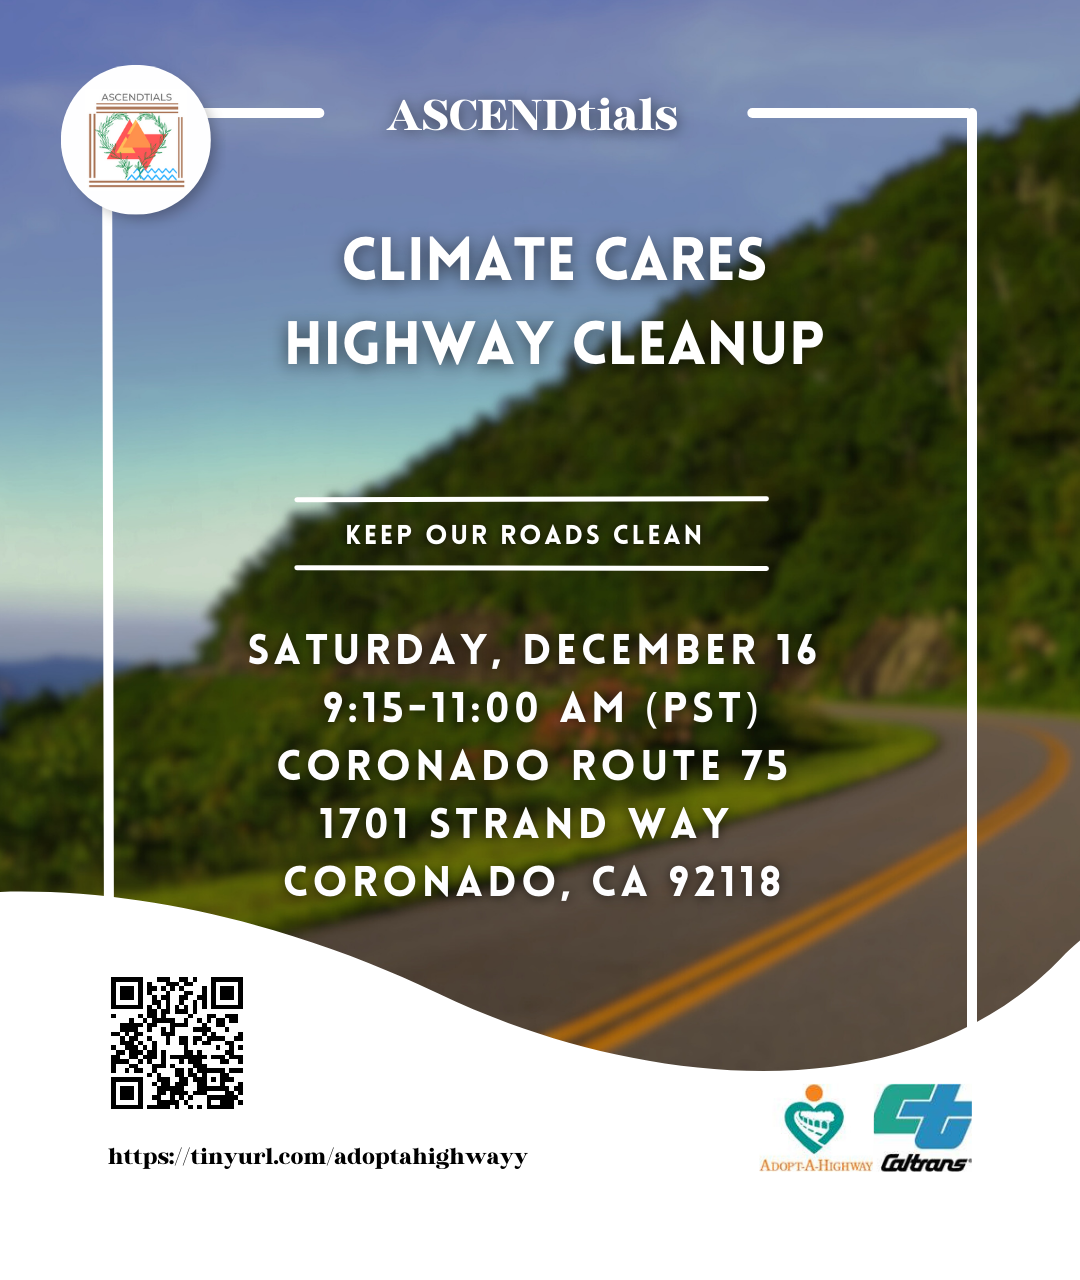 ASCENDTIALS
ASCENDtials
CLIMATE CARES
HIGHWAY CLEANUP
KEEP OUR ROADS CLEAN
SATURDAY, DECEMBER 16
9:15-11:00 AM (PST)
CORONADO ROUTE 75
1701 STRAND WAY
CORONADO, CA 92118
https://tinyurl.com/adoptahighwayy
ADOPT-A-HIGHWAY
Caltrans®